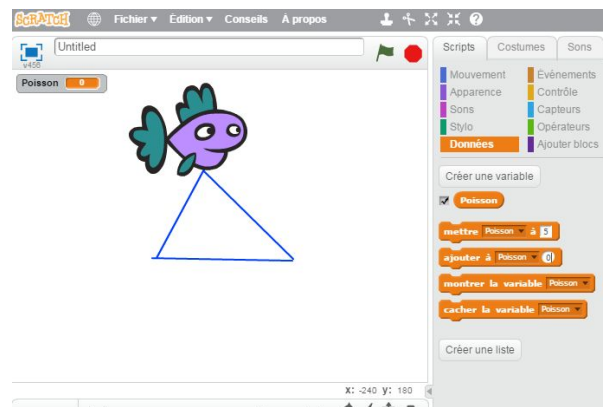 SCRATCH Fichier ▾ Édition ▾ Conseils À propos
Untitled
v456
Poisson 0
x: -240 y: 180
Scripts Costumes Sons
Mouvement Évènements
Apparence Contrôle
Sons Capteurs
Stylo Opérateurs
Données Ajouter blocs
Créer une variable
Poisson
mettre Poisson à 5
ajouter à Poisson 0
montrer la variable Poisson
cacher la variable Poisson
Créer une liste